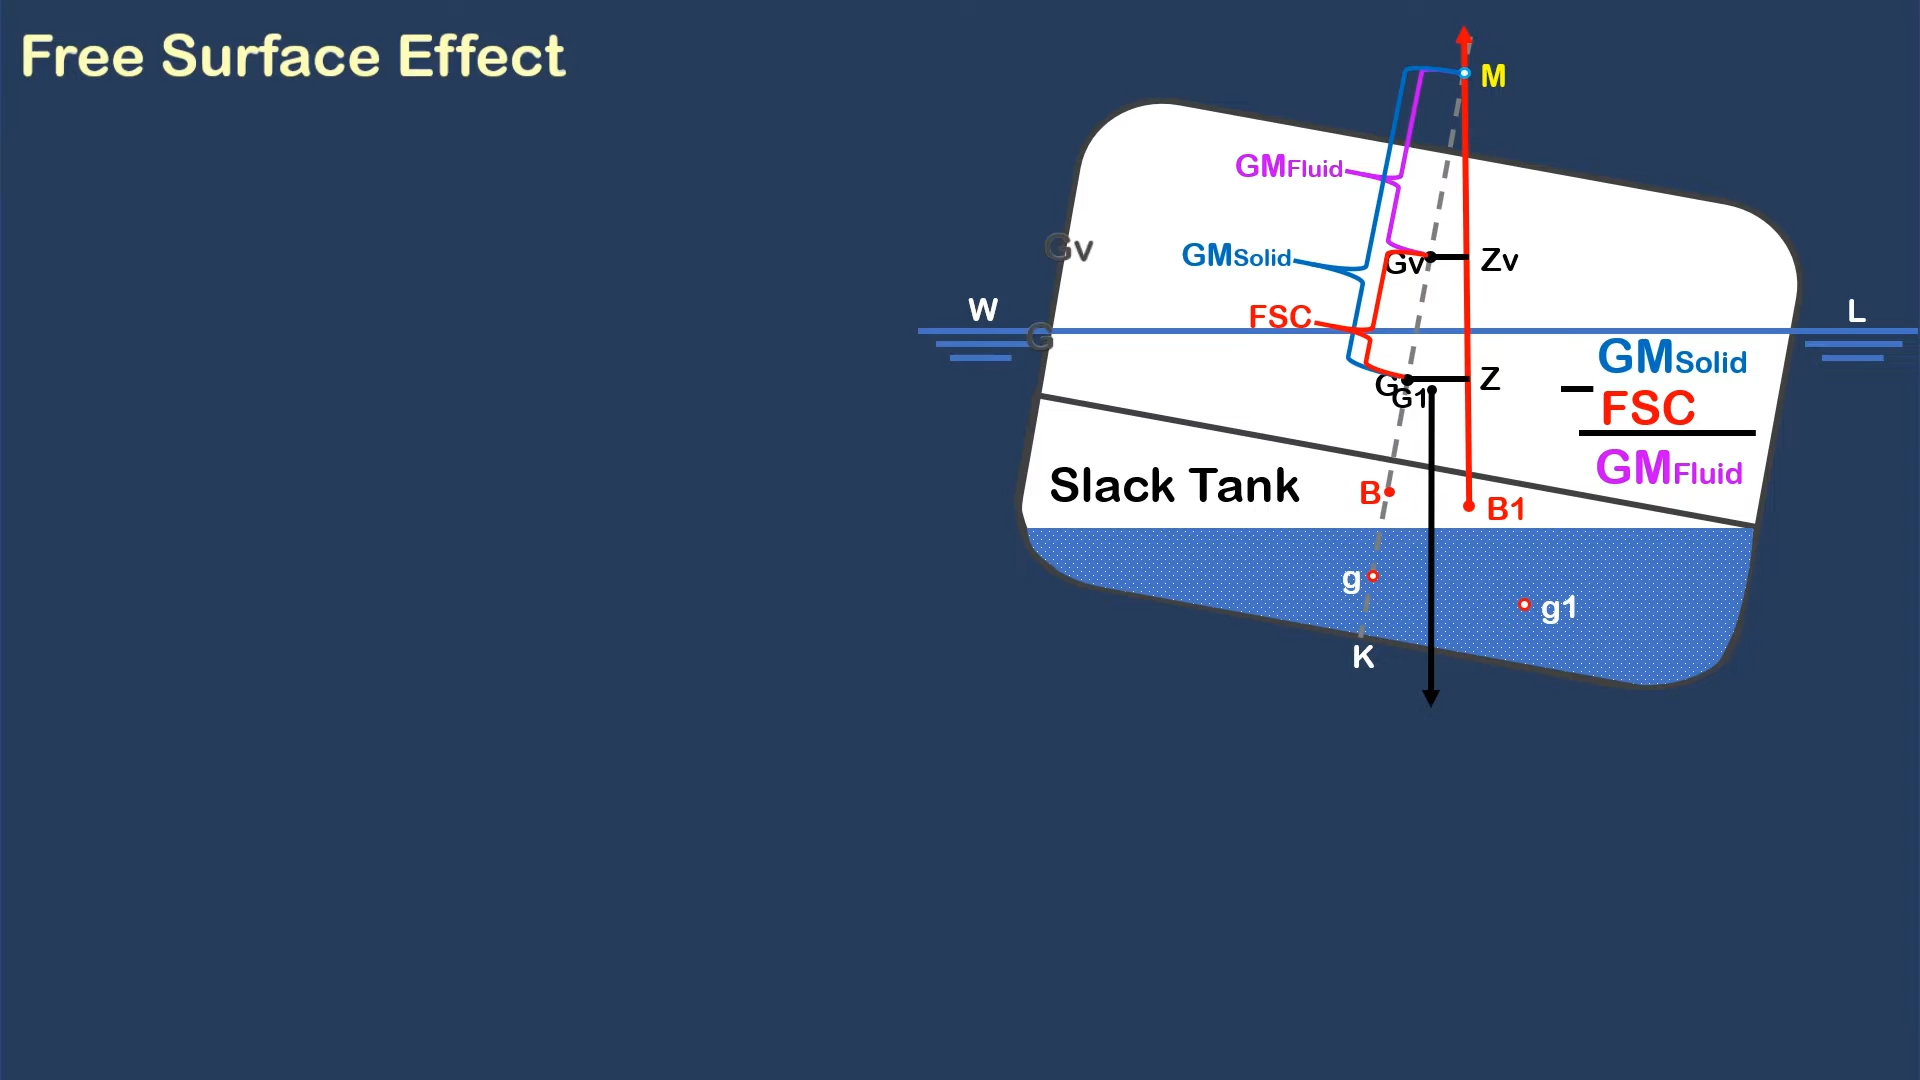 Free Surface Effect
M
GMFluid
Gv
GMSolid
Gv
Zv
W
L
FSC
G
GMSolid
G
Z
G1
FSC
GMFluid
Slack Tank
B
B1
g
g1
K